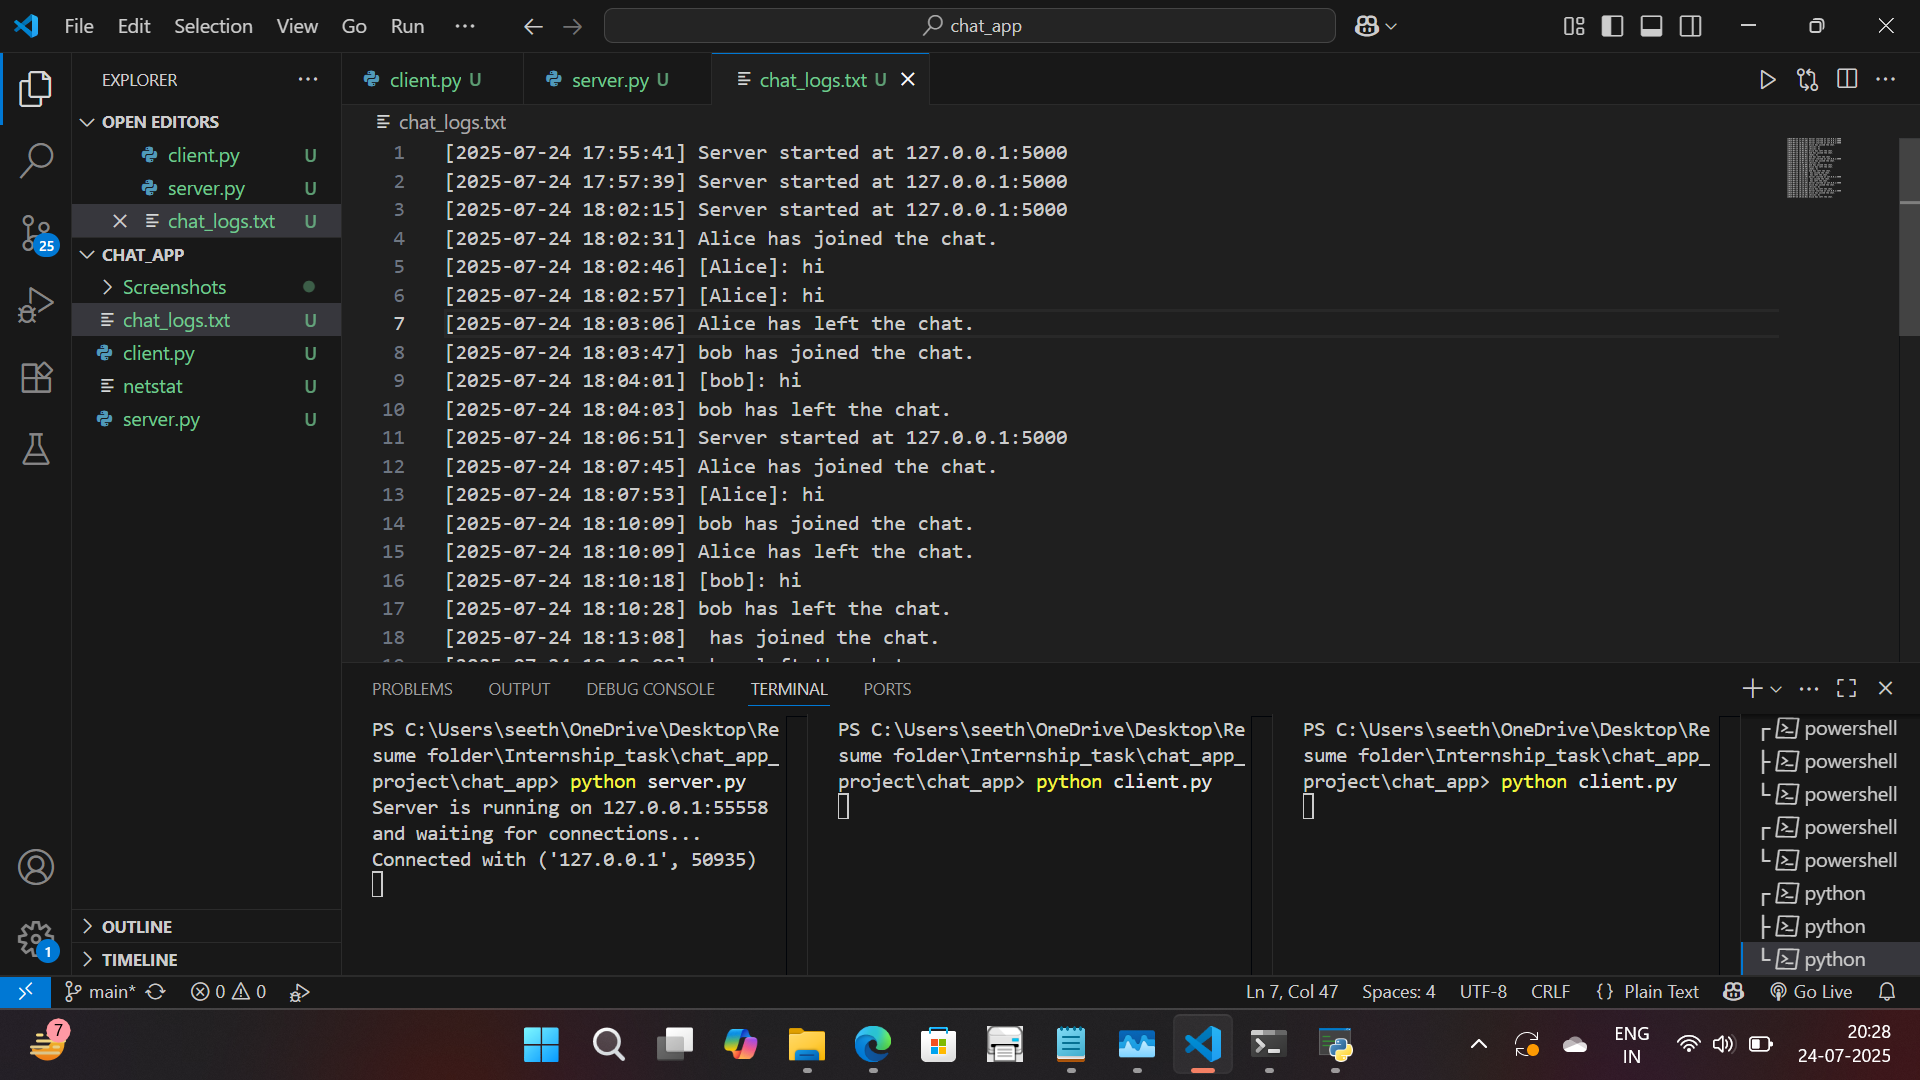 File Edit Selection View Go Run ...
chat_app
EXPLORER
OPEN EDITORS
client.py U
server.py U
chat_logs.txt U
CHAT_APP
Screenshots
chat_logs.txt U
client.py U
netstat U
server.py U
OUTLINE
TIMELINE
25
1
client.py U
server.py U
chat_logs.txt U
chat_logs.txt
1 [2025-07-24 17:55:41] Server started at 127.0.0.1:5000
2 [2025-07-24 17:57:39] Server started at 127.0.0.1:5000
3 [2025-07-24 18:02:15] Server started at 127.0.0.1:5000
4 [2025-07-24 18:02:31] Alice has joined the chat.
5 [2025-07-24 18:02:46] [Alice]: hi
6 [2025-07-24 18:02:57] [Alice]: hi
7 [2025-07-24 18:03:06] Alice has left the chat.
8 [2025-07-24 18:03:47] bob has joined the chat.
9 [2025-07-24 18:04:01] [bob]: hi
10 [2025-07-24 18:04:03] bob has left the chat.
11 [2025-07-24 18:06:51] Server started at 127.0.0.1:5000
12 [2025-07-24 18:07:45] Alice has joined the chat.
13 [2025-07-24 18:07:53] [Alice]: hi
14 [2025-07-24 18:10:09] bob has joined the chat.
15 [2025-07-24 18:10:09] Alice has left the chat.
16 [2025-07-24 18:10:18] [bob]: hi
17 [2025-07-24 18:10:28] bob has left the chat.
18 [2025-07-24 18:13:08]  has joined the chat.
PROBLEMS OUTPUT DEBUG CONSOLE TERMINAL PORTS
PS C:\Users\seeth\OneDrive\Desktop\Re
sume folder\Internship_task\chat_app_
project\chat_app> python server.py
Server is running on 127.0.0.1:55558
and waiting for connections...
Connected with ('127.0.0.1', 50935)
PS C:\Users\seeth\OneDrive\Desktop\Re
sume folder\Internship_task\chat_app_
project\chat_app> python client.py
PS C:\Users\seeth\OneDrive\Desktop\Re
sume folder\Internship_task\chat_app_
project\chat_app> python client.py
powershell
powershell
powershell
powershell
powershell
python
python
python
main* 0 0
Ln 7, Col 47 Spaces: 4 UTF-8 CRLF {} Plain Text Go Live
7
ENG
IN
20:28
24-07-2025